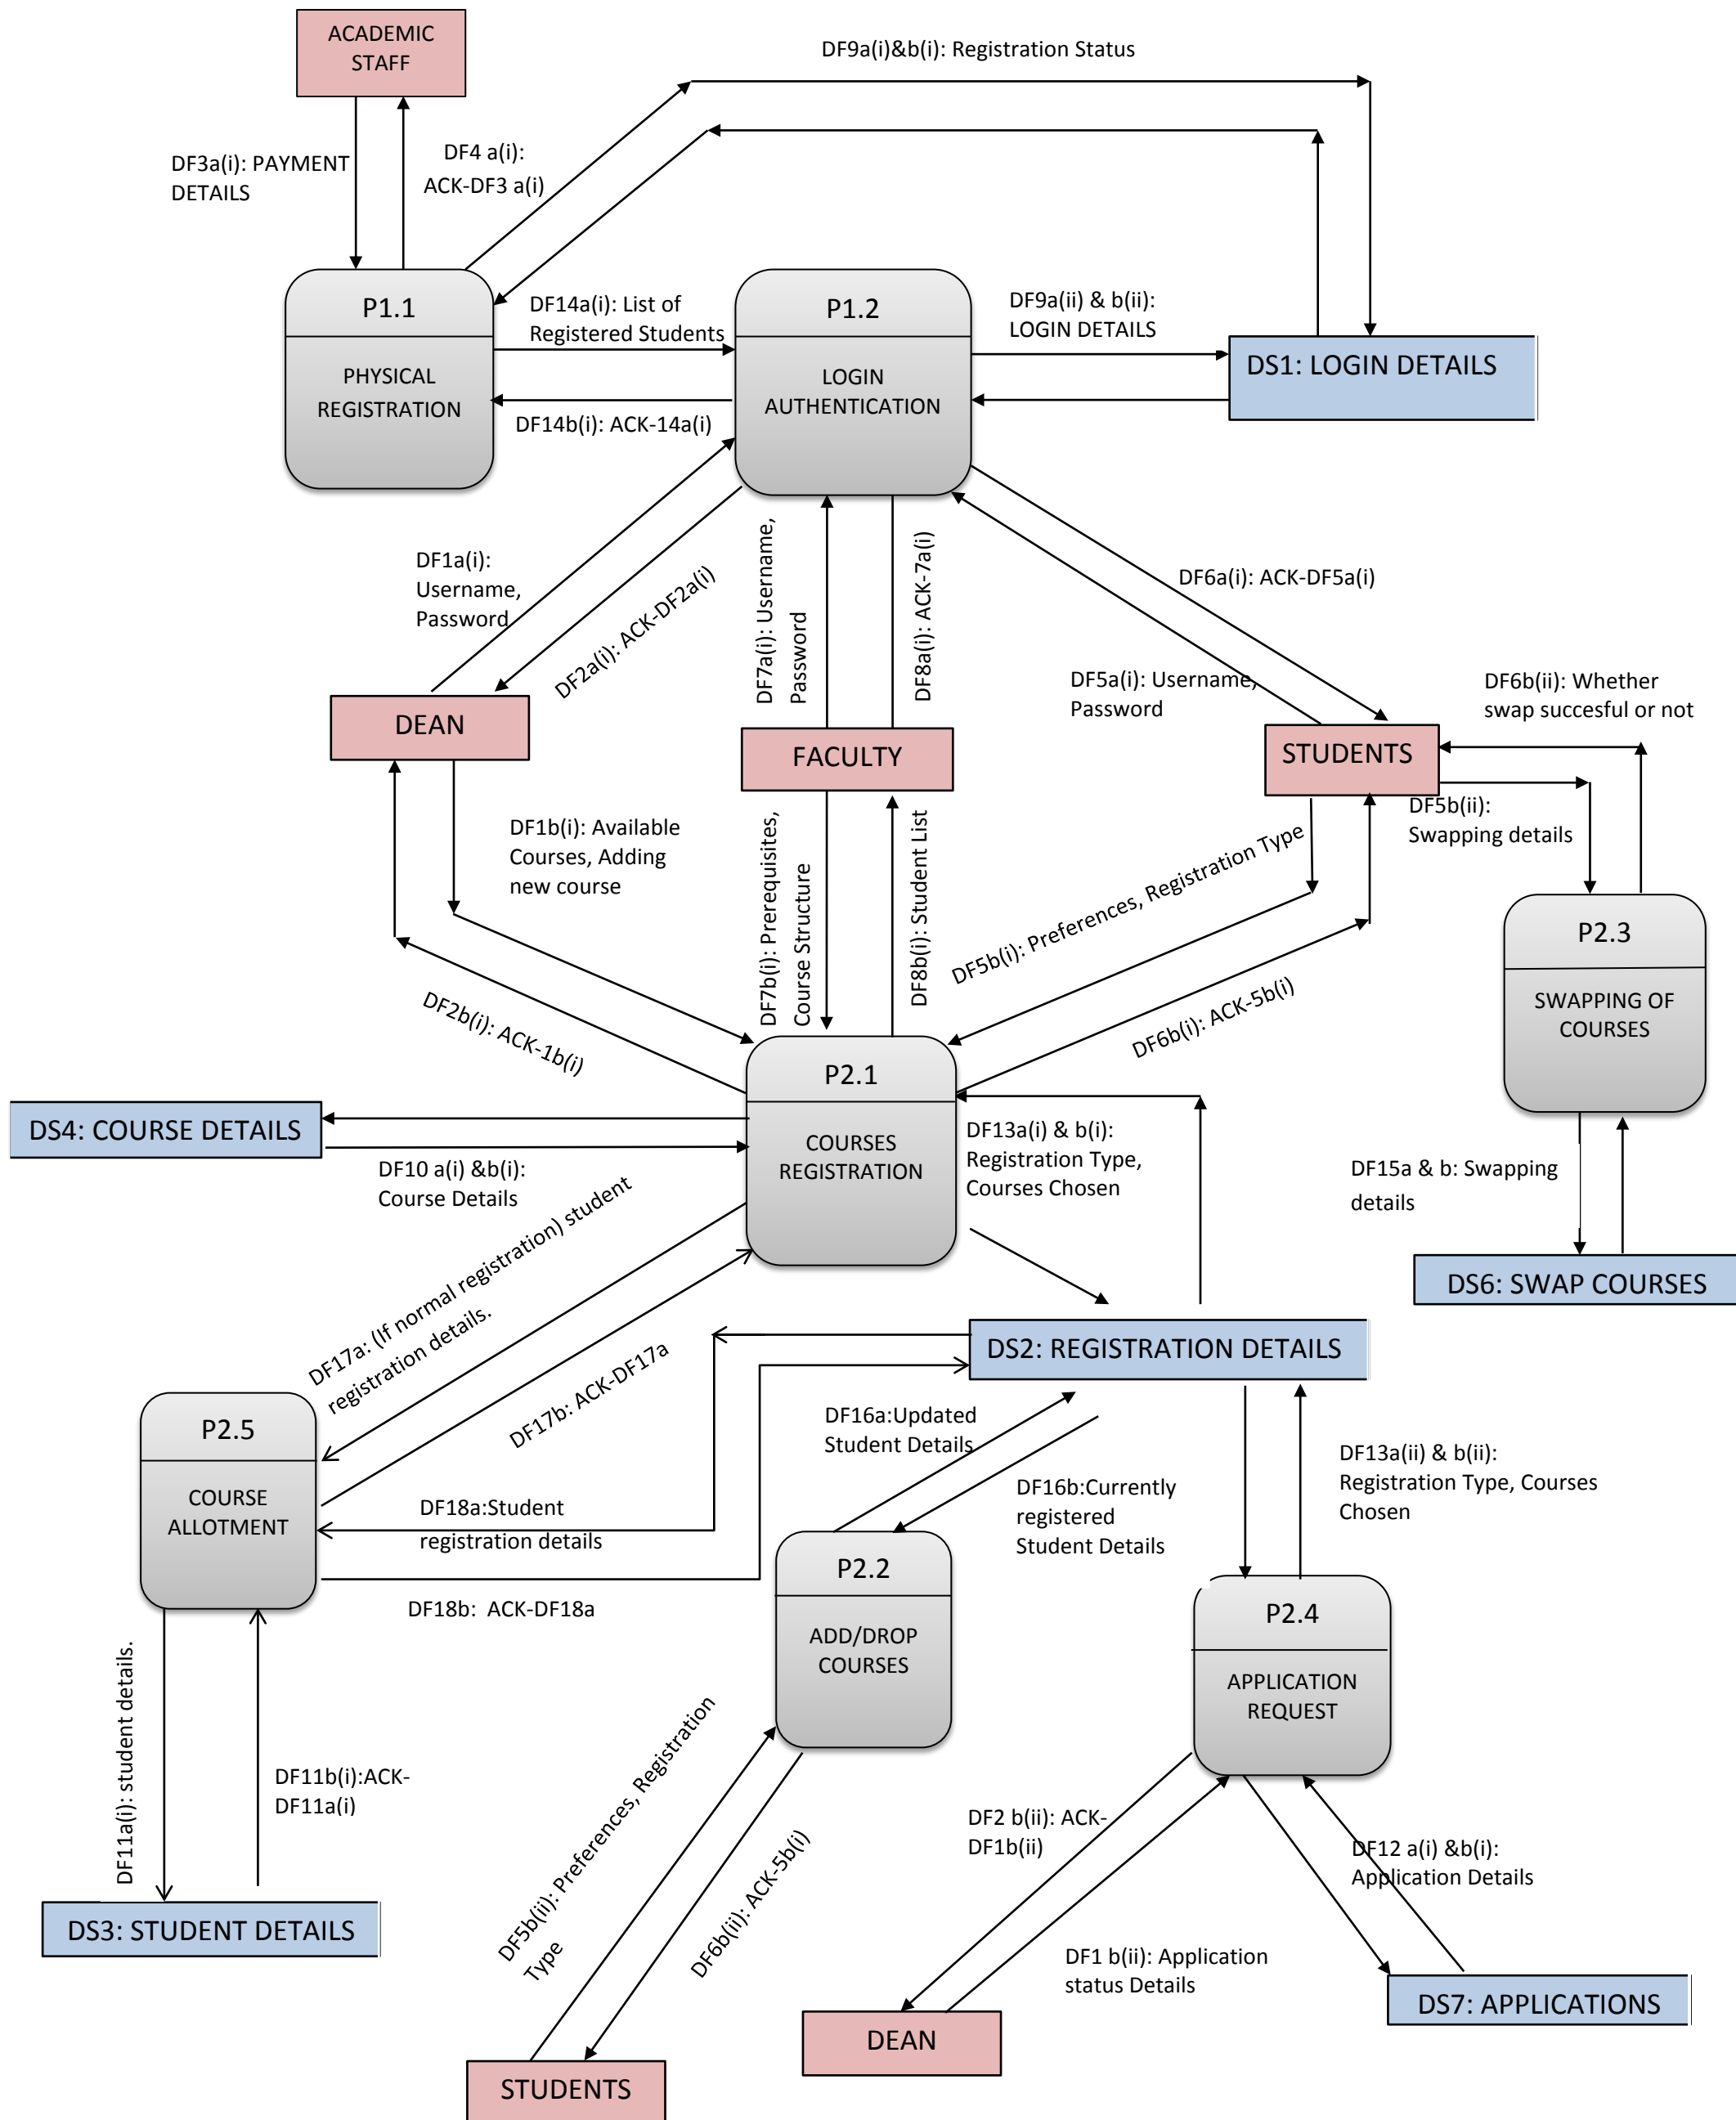 ACADEMIC
STAFF
DF9a(i)&b(i): Registration Status
DF3a(i): PAYMENT
DETAILS
DF4 a(i):
ACK-DF3 a(i)
P1.1
PHYSICAL
REGISTRATION
DF14a(i): List of
Registered Students
DF14b(i): ACK-14a(i)
P1.2
LOGIN
AUTHENTICATION
DF9a(ii) & b(ii):
LOGIN DETAILS
DS1: LOGIN DETAILS
DF1a(i):
Username,
Password
DF2a(i): ACK-DF2a(i)
DF7a(i): Username,
Password
DF8a(i): ACK-7a(i)
DF6a(i): ACK-DF5a(i)
DF5a(i): Username,
Password
DF6b(ii): Whether
swap succesful or not
DEAN
FACULTY
STUDENTS
DF5b(ii):
Swapping details
DF1b(i): Available
Courses, Adding
new course
DF7b(i): Prerequisites,
Course Structure
DF8b(i): Student List
DF5b(i): Preferences, Registration Type
DF6b(i): ACK-5b(i)
DF2b(i): ACK-1b(i)
P2.3
SWAPPING OF
COURSES
P2.1
COURSES
REGISTRATION
DS4: COURSE DETAILS
DF10 a(i) &b(i):
Course Details
DF13a(i) & b(i):
Registration Type,
Courses Chosen
DF15a & b: Swapping
details
DS6: SWAP COURSES
DF17a: (If normal registration) student
registration details.
DF17b: ACK-DF17a
DS2: REGISTRATION DETAILS
P2.5
COURSE
ALLOTMENT
DF16a:Updated
Student Details
DF16b:Currently
registered
Student Details
DF13a(ii) & b(ii):
Registration Type, Courses
Chosen
DF18a:Student
registration details
DF18b:  ACK-DF18a
P2.2
ADD/DROP
COURSES
P2.4
APPLICATION
REQUEST
DF11a(i): student details.
DF11b(i):ACK-
DF11a(i)
DS3: STUDENT DETAILS
DF5b(ii): Preferences, Registration
Type
DF6b(ii): ACK-5b(i)
DF2 b(ii): ACK-
DF1b(ii)
DF12 a(i) &b(i):
Application Details
DF1 b(ii): Application
status Details
DS7: APPLICATIONS
DEAN
STUDENTS